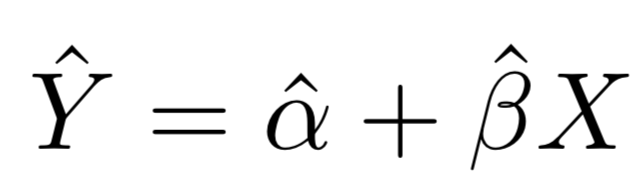 Ŷ = α̂ + β̂X